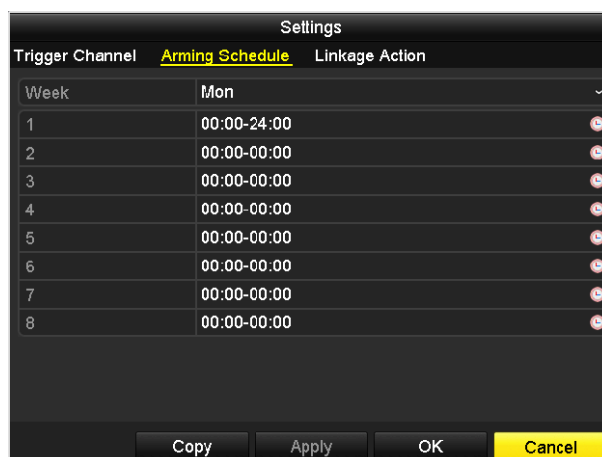 Settings
Trigger Channel Arming Schedule Linkage Action
Week Mon
1 00:00-24:00
2 00:00-00:00
3 00:00-00:00
4 00:00-00:00
5 00:00-00:00
6 00:00-00:00
7 00:00-00:00
8 00:00-00:00
Copy Apply OK Cancel